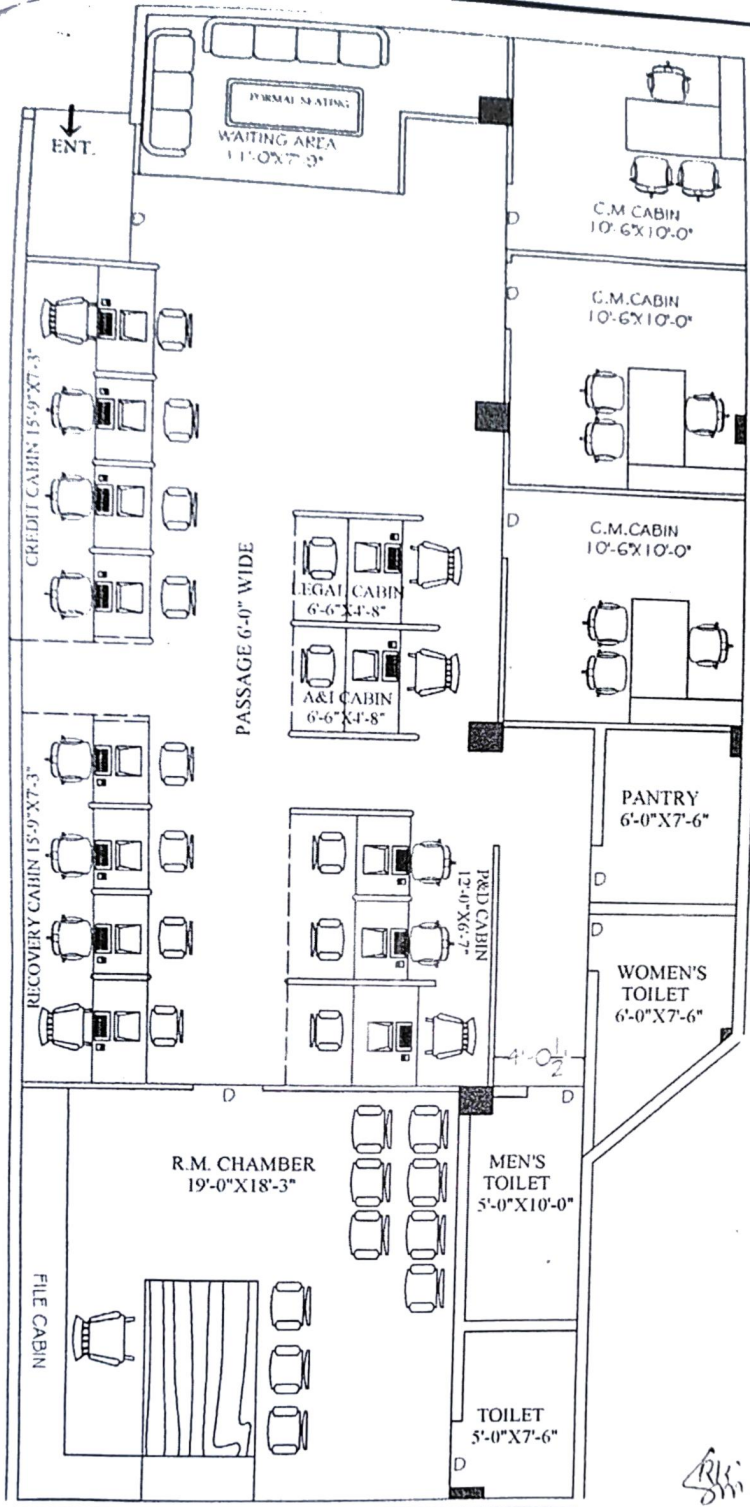 ENT.
FORMAL SEATING
WAITING AREA
11'-0"X7'-9"
C.M CABIN
10'-6"X10'-0"
C.M.CABIN
10'-6"X10'-0"
C.M.CABIN
10'-6"X10'-0"
CREDIT CABIN 15'-9"X7'-3"
PASSAGE 6'-0" WIDE
LEGAL CABIN
6'-6"X4'-8"
A&I CABIN
6'-6"X4'-8"
RECOVERY CABIN 15'-9"X7'-3"
P&D CABIN
12'-0"X6'-7"
PANTRY
6'-0"X7'-6"
WOMEN'S
TOILET
6'-0"X7'-6"
4'-0 1/2"
R.M. CHAMBER
19'-0"X18'-3"
MEN'S
TOILET
5'-0"X10'-0"
FILE CABIN
TOILET
5'-0"X7'-6"
D
D
D
D
D
D
D
D
D